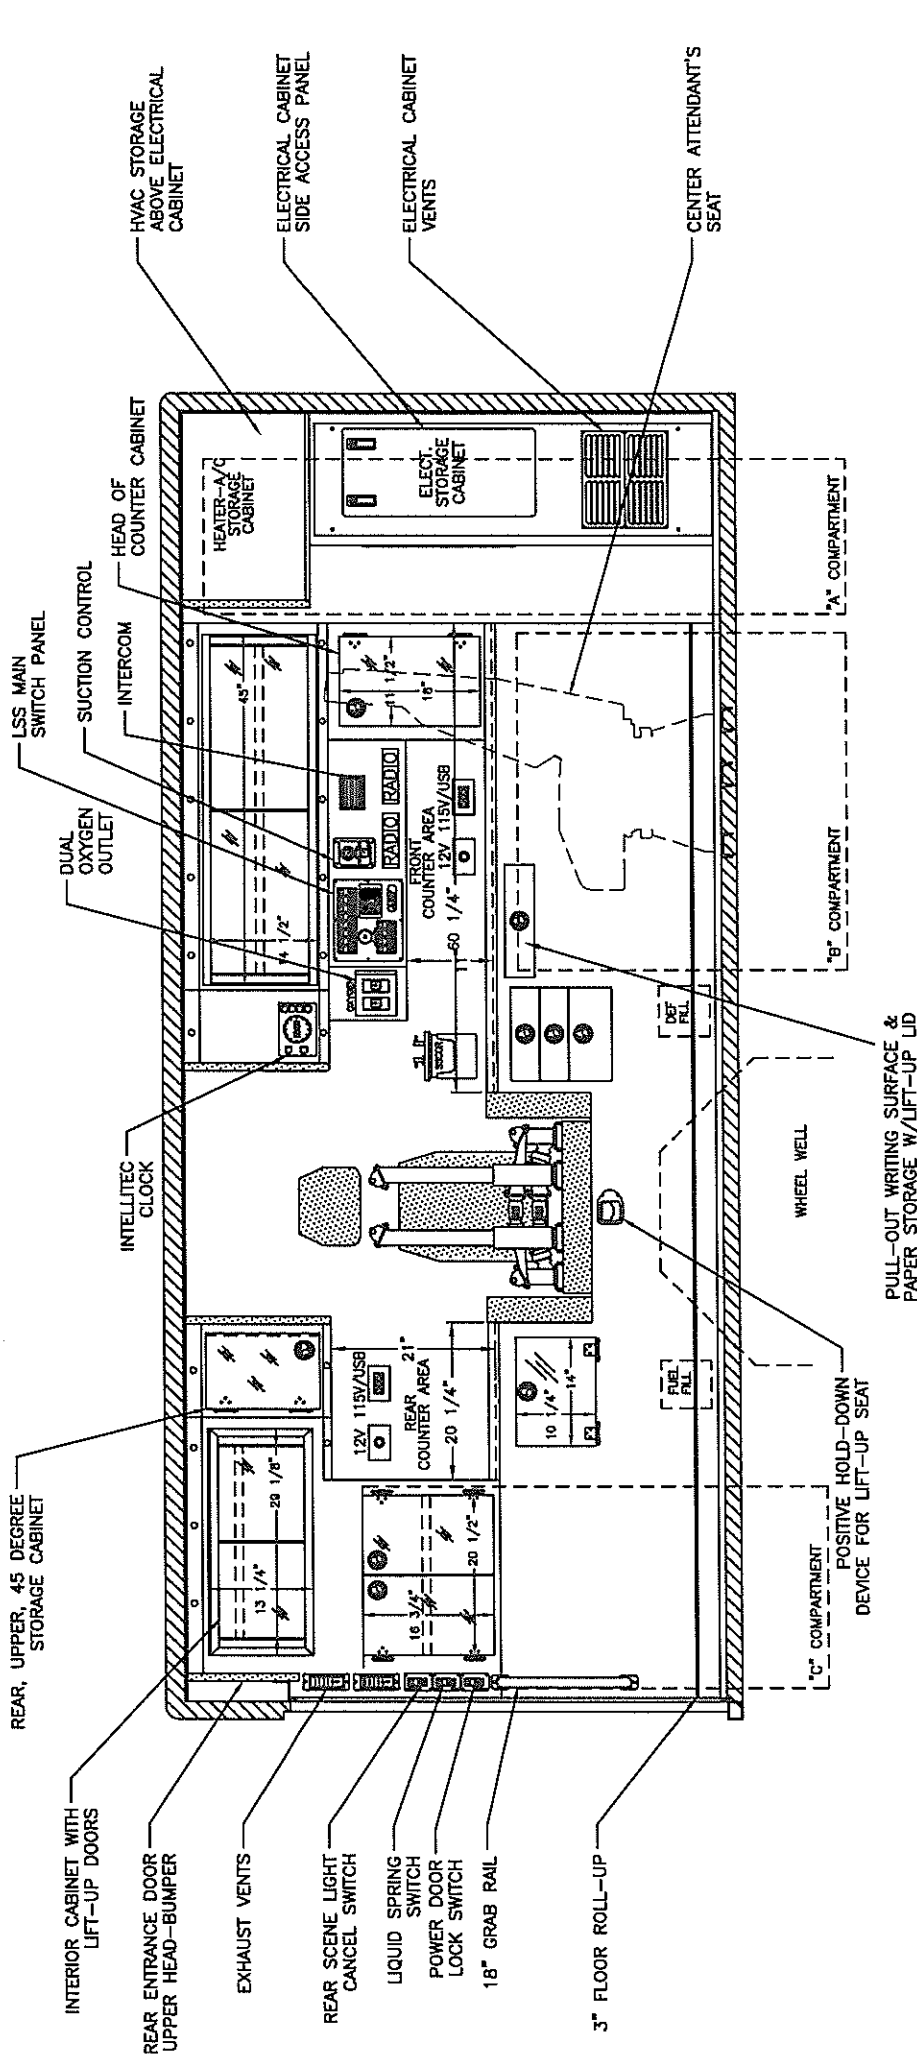 REAR, UPPER, 45 DEGREE
STORAGE CABINET
INTERIOR CABINET WITH
LIFT-UP DOORS
REAR ENTRANCE DOOR
UPPER HEAD-BUMPER
EXHAUST VENTS
REAR SCENE LIGHT
CANCEL SWITCH
LIQUID SPRING
SWITCH
POWER DOOR
LOCK SWITCH
18" GRAB RAIL
3" FLOOR ROLL-UP
INTELLITEC
CLOCK
DUAL
OXYGEN
OUTLET
LSS MAIN
SWITCH PANEL
SUCTION CONTROL
INTERCOM
HEAD OF
COUNTER CABINET
HVAC STORAGE
ABOVE ELECTRICAL
CABINET
ELECTRICAL CABINET
SIDE ACCESS PANEL
ELECTRICAL CABINET
VENTS
CENTER ATTENDANT'S
SEAT
29 1/8"
13 1/4"
16 3/4"
20 1/2"
12V 115V/USB
REAR
COUNTER AREA
21"
20 1/4"
10 1/4"
14"
FUEL
FILL
"C" COMPARTMENT
POSITIVE HOLD-DOWN
DEVICE FOR LIFT-UP SEAT
WHEEL WELL
45"
14 1/2"
OXYGEN
SSCOR
RADIO RADIO
FRONT
COUNTER AREA
12V 115V/USB
60 1/4"
11 1/2"
18"
DEF
FILL
"B" COMPARTMENT
PULL-OUT WRITING SURFACE &
PAPER STORAGE W/LIFT-UP LID
HEATER-A/C
STORAGE
CABINET
ELECT.
STORAGE
CABINET
"A" COMPARTMENT